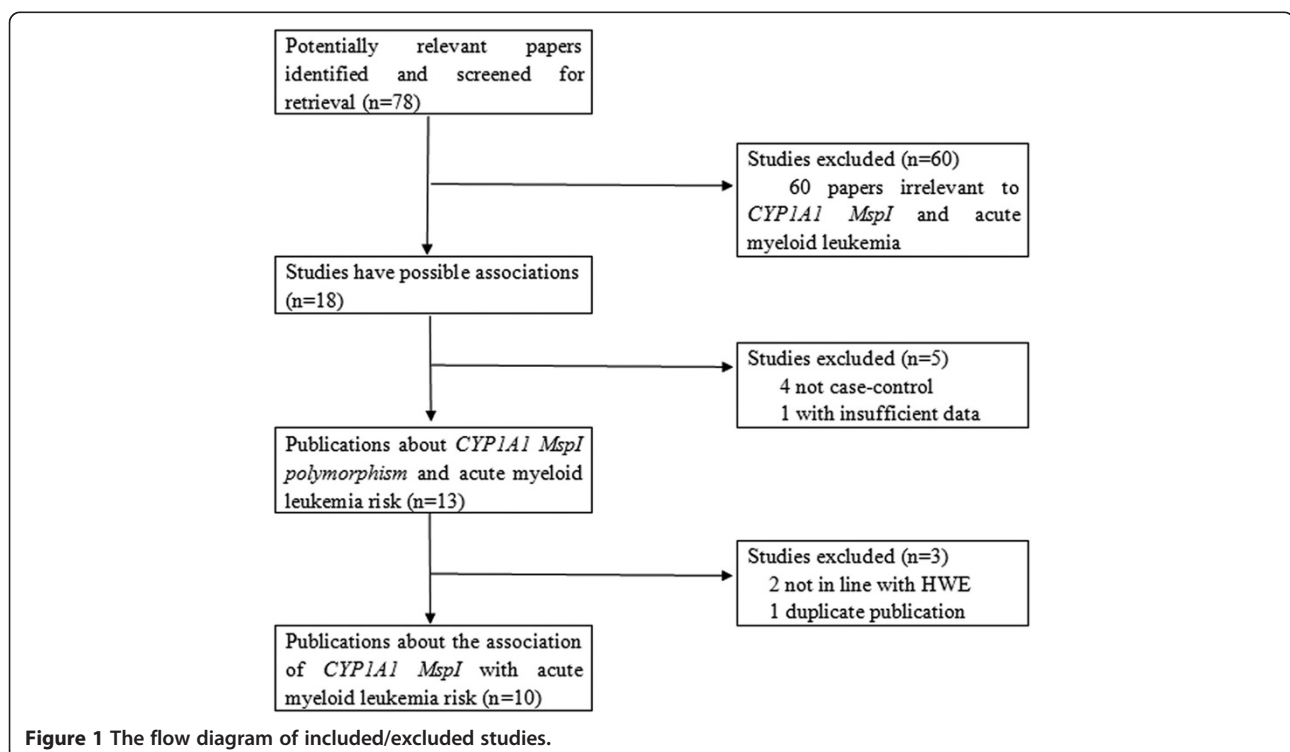 Potentially relevant papers
identified and screened for
retrieval (n=78)
Studies excluded (n=60)
60 papers irrelevant to
CYP1A1 MspI and acute
myeloid leukemia
Studies have possible associations
(n=18)
Studies excluded (n=5)
4 not case-control
1 with insufficient data
Publications about CYP1A1 MspI
polymorphism and acute myeloid
leukemia risk (n=13)
Studies excluded (n=3)
2 not in line with HWE
1 duplicate publication
Publications about the association
of CYP1A1 MspI with acute
myeloid leukemia risk (n=10)
Figure 1 The flow diagram of included/excluded studies.